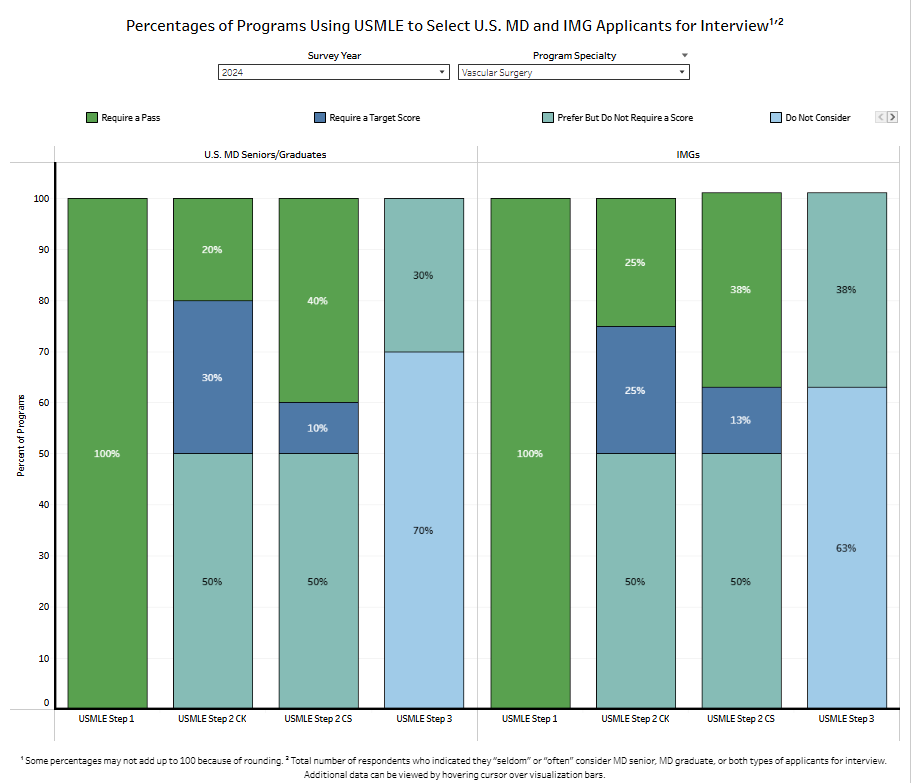 Percentages of Programs Using USMLE to Select U.S. MD and IMG Applicants for Interview¹′²
Survey Year
Program Specialty
2024
Vascular Surgery
Require a Pass
Require a Target Score
Prefer But Do Not Require a Score
Do Not Consider
U.S. MD Seniors/Graduates
IMGs
Percent of Programs
100
90
80
70
60
50
40
30
20
10
0
100%
20%
30%
50%
40%
10%
50%
30%
70%
100%
25%
25%
50%
38%
13%
50%
38%
63%
USMLE Step 1
USMLE Step 2 CK
USMLE Step 2 CS
USMLE Step 3
USMLE Step 1
USMLE Step 2 CK
USMLE Step 2 CS
USMLE Step 3
¹ Some percentages may not add up to 100 because of rounding. ² Total number of respondents who indicated they “seldom” or “often” consider MD senior, MD graduate, or both types of applicants for interview.
Additional data can be viewed by hovering cursor over visualization bars.